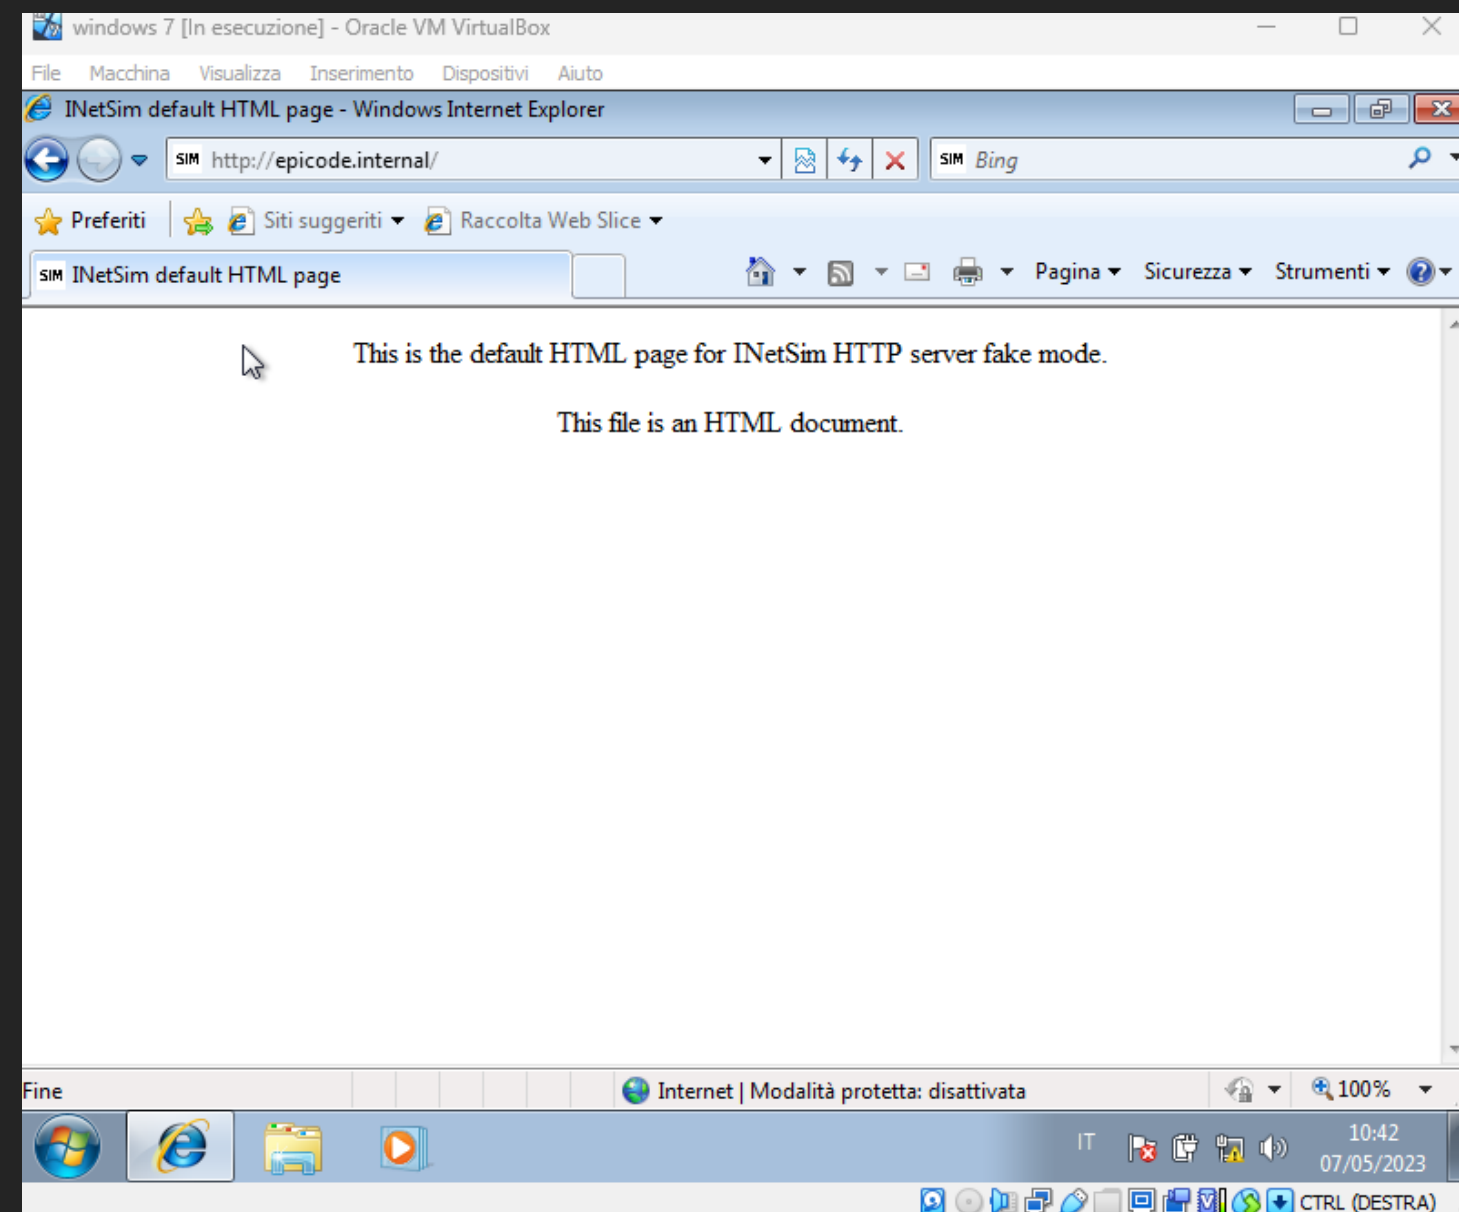 windows 7 [In esecuzione] - Oracle VM VirtualBox
File Macchina Visualizza Inserimento Dispositivi Aiuto
INetSim default HTML page - Windows Internet Explorer
SIM http://epicode.internal/ SIM Bing
Preferiti Siti suggeriti Raccolta Web Slice
SIM INetSim default HTML page Pagina Sicurezza Strumenti
This is the default HTML page for INetSim HTTP server fake mode.
This file is an HTML document.
Fine Internet | Modalità protetta: disattivata 100%
IT 10:42
07/05/2023
CTRL (DESTRA)